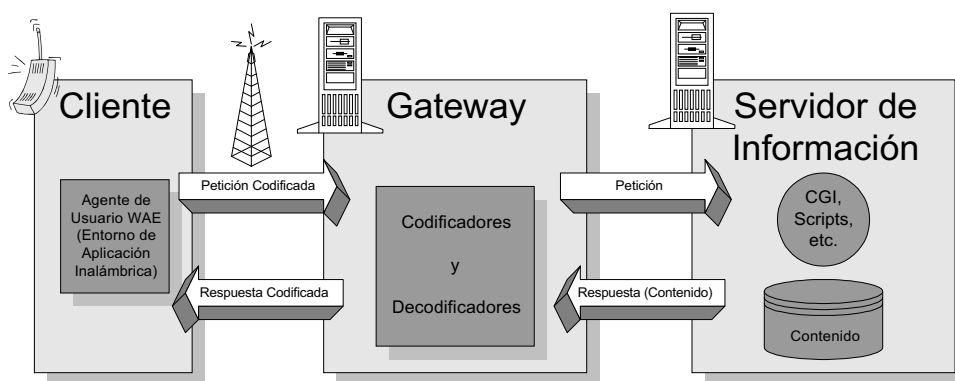 Cliente
Gateway
Servidor de
Información
Petición Codificada
Petición
Agente de
Usuario WAE
(Entorno de
Aplicación
Inalámbrica)
Codificadores
y
Decodificadores
CGI,
Scripts,
etc.
Respuesta Codificada
Respuesta (Contenido)
Contenido